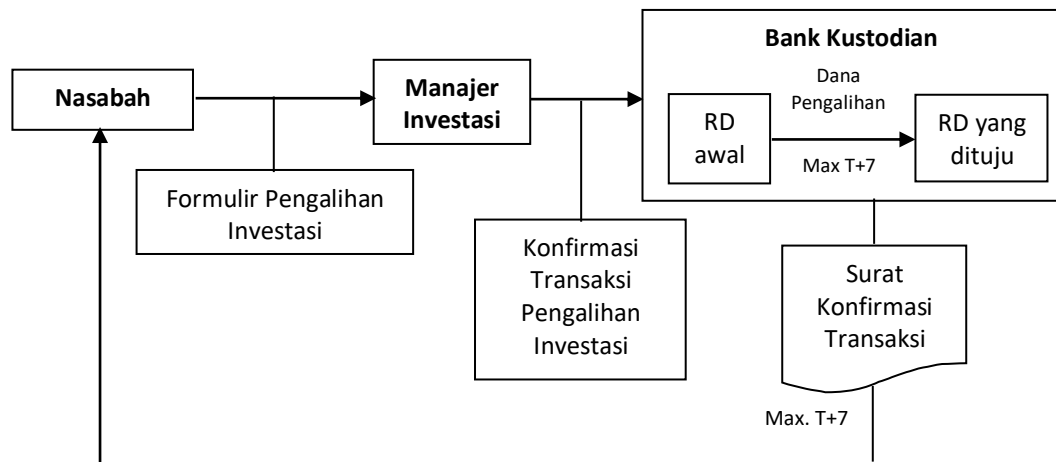 Bank Kustodian
Nasabah
Manajer
Investasi
Dana
Pengalihan
RD
awal
Max T+7
RD yang
dituju
Formulir Pengalihan
Investasi
Konfirmasi
Transaksi
Pengalihan
Investasi
Surat
Konfirmasi
Transaksi
Max. T+7